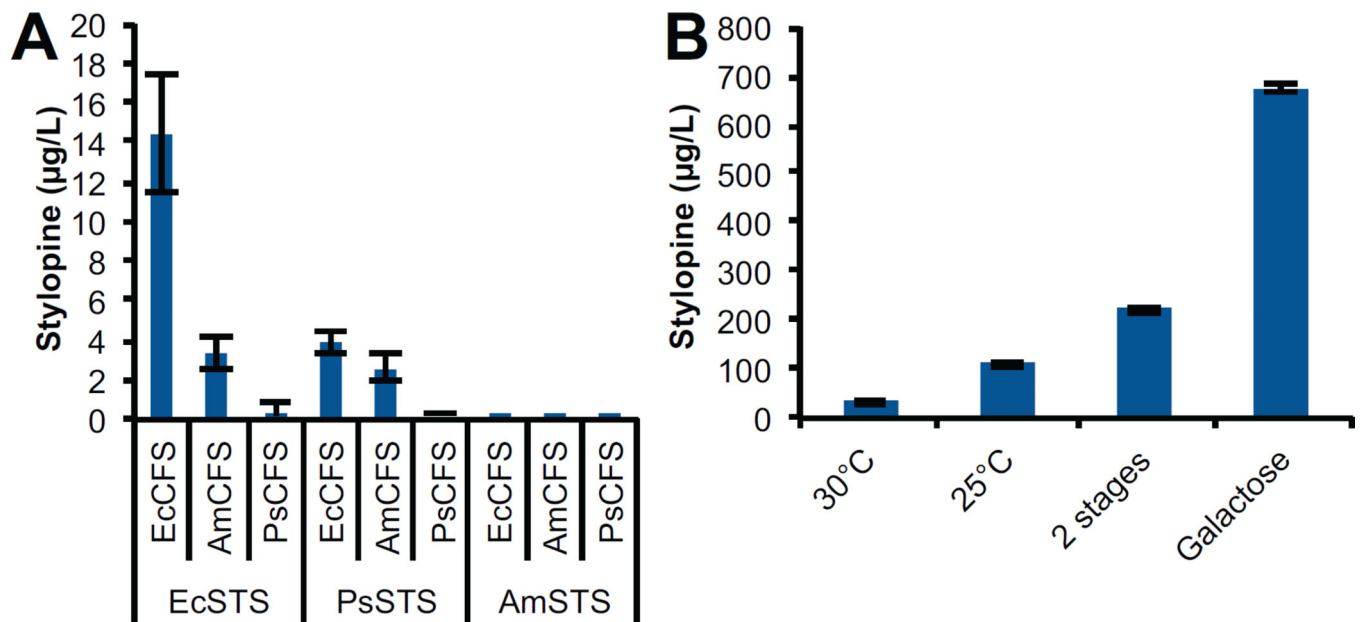 A
Stylopine (µg/L)
20
18
16
14
12
10
8
6
4
2
0
EcCFS
AmCFS
PsCFS
EcCFS
AmCFS
PsCFS
EcCFS
AmCFS
PsCFS
EcSTS
PsSTS
AmSTS
B
Stylopine (µg/L)
800
700
600
500
400
300
200
100
0
30°C
25°C
2 stages
Galactose